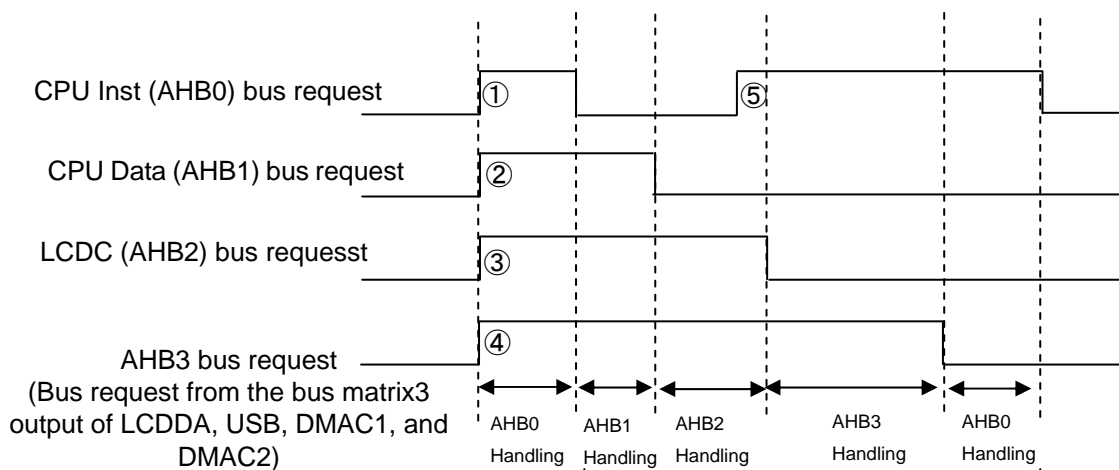 CPU Inst (AHB0) bus request
①
⑤
CPU Data (AHB1) bus request
②
LCDC (AHB2) bus requesst
③
④
AHB3 bus request
(Bus request from the bus matrix3
output of LCDDA, USB, DMAC1, and
DMAC2)
AHB0
Handling
AHB1
Handling
AHB2
Handling
AHB3
Handling
AHB0
Handling